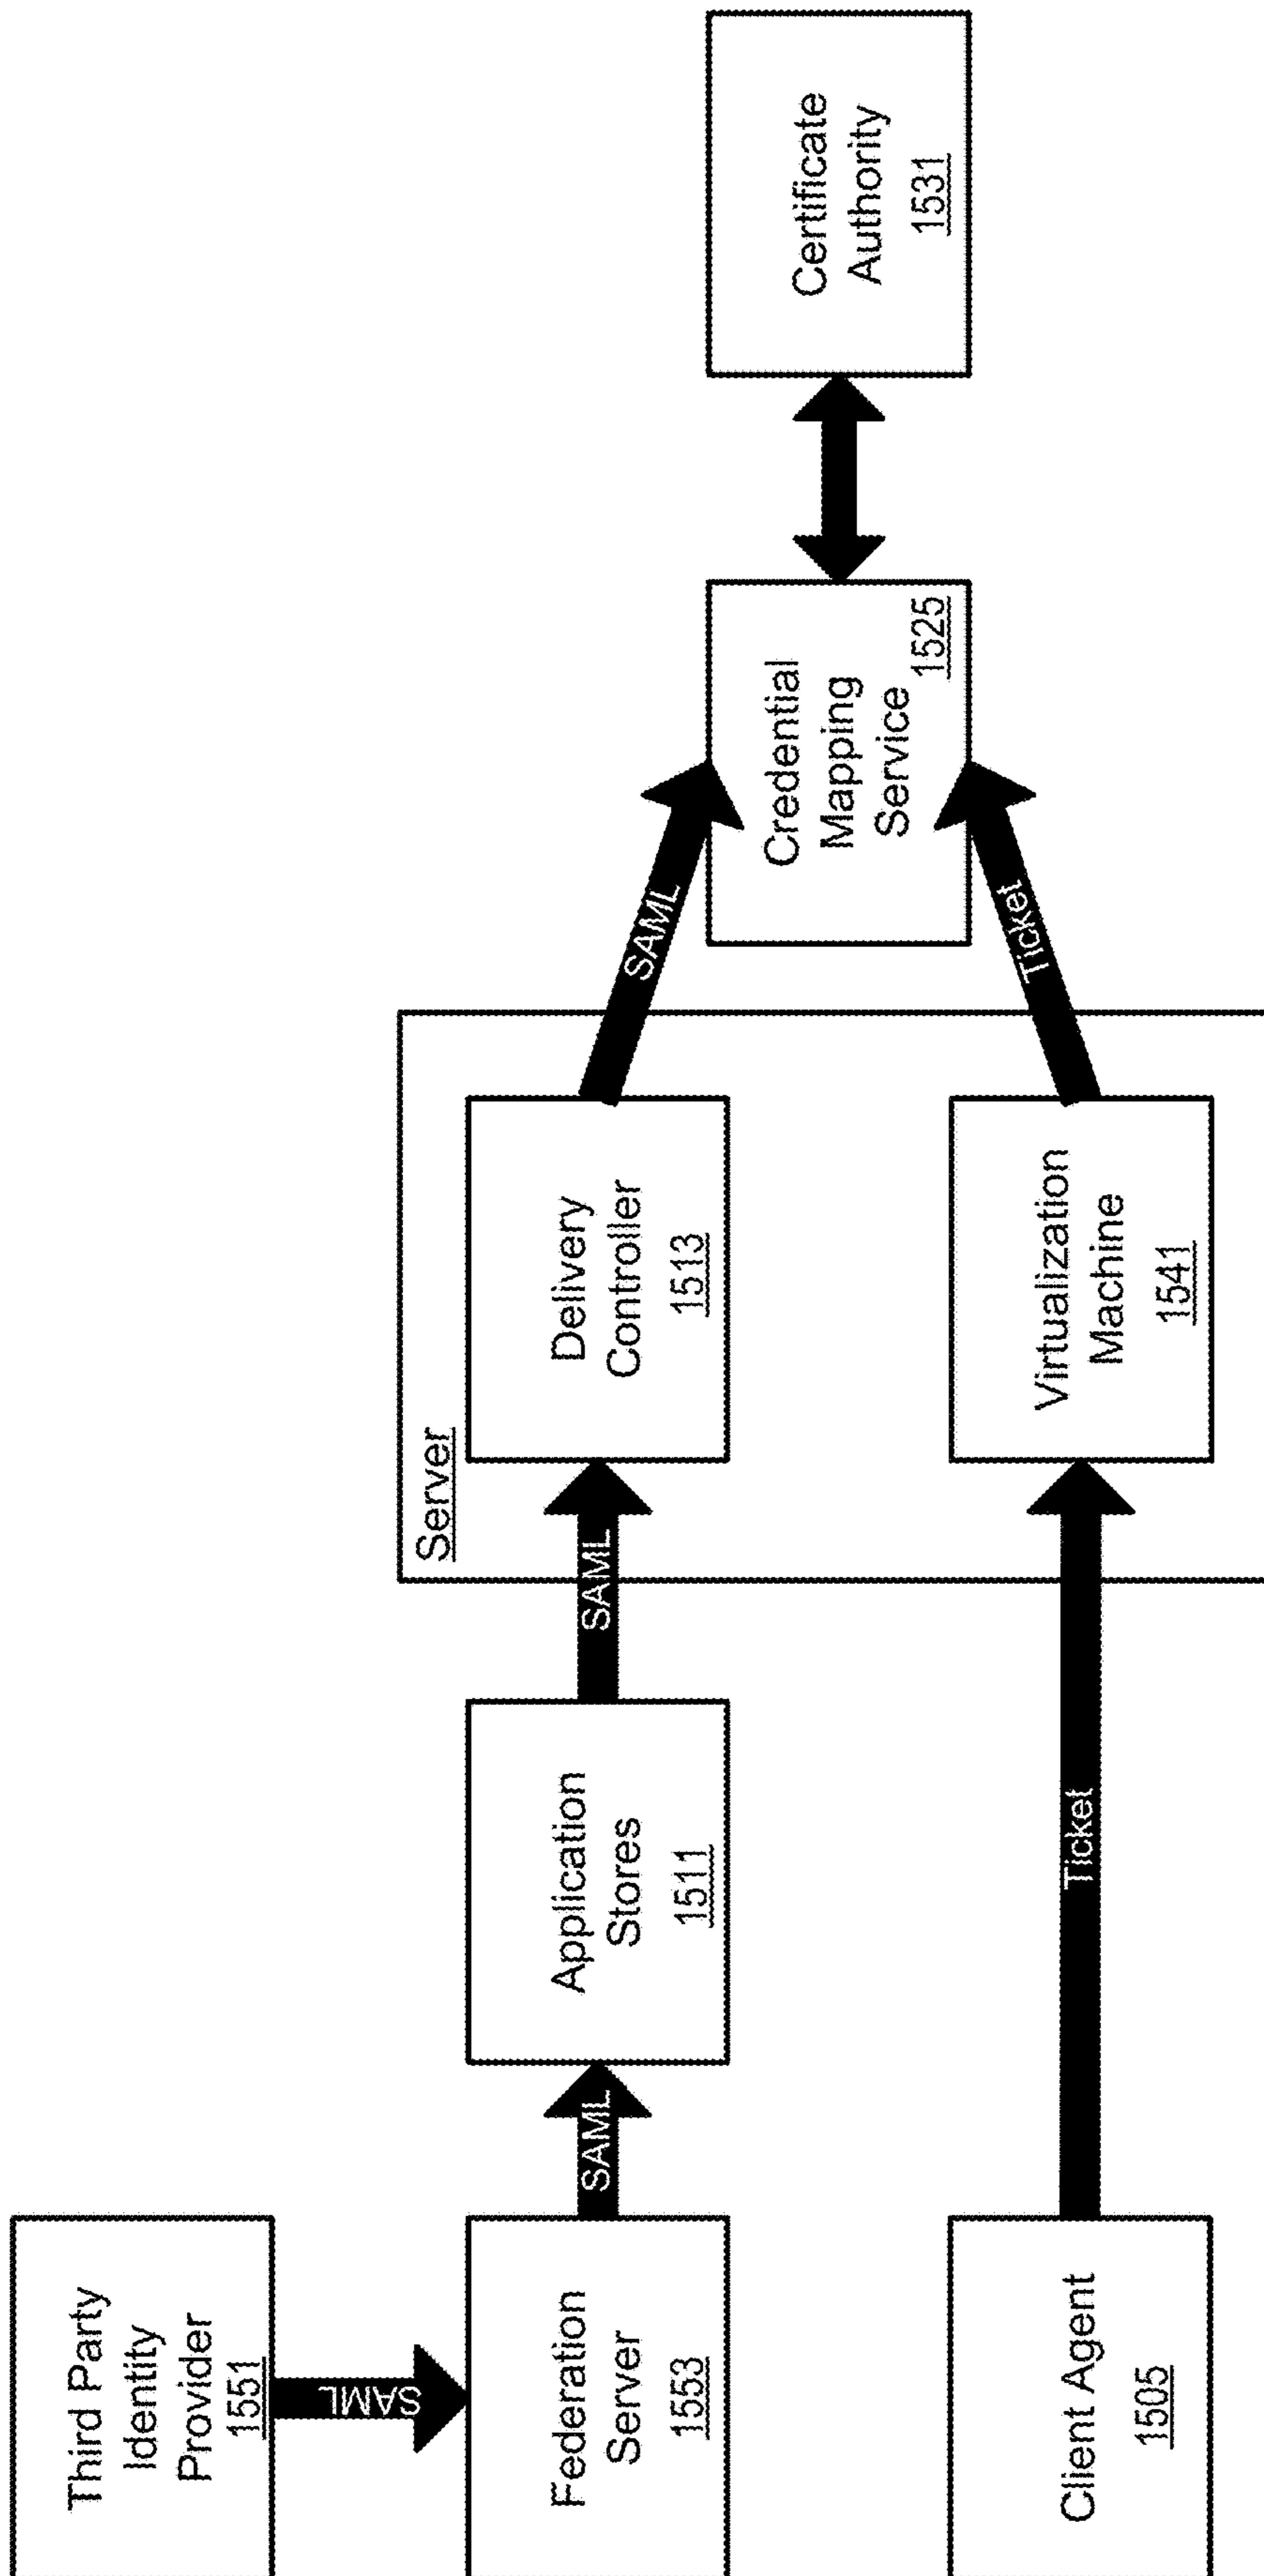 Third Party
Identity
Provider
1551
SAML
Federation
Server
1553
SAML
Application
Stores
1511
SAML
Server
Delivery
Controller
1513
SAML
Credential
Mapping
Service
1525
Certificate
Authority
1531
Client Agent
1505
Ticket
Virtualization
Machine
1541
Ticket